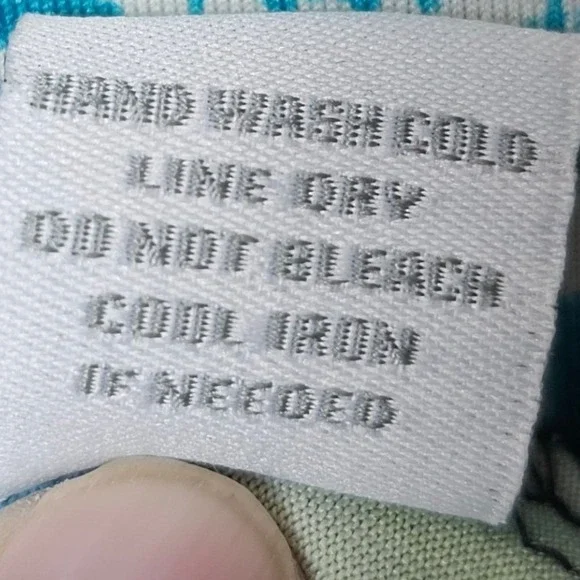 HAND WASH COLD
LINE DRY
DO NOT BLEACH
COOL IRON
IF NEEDED